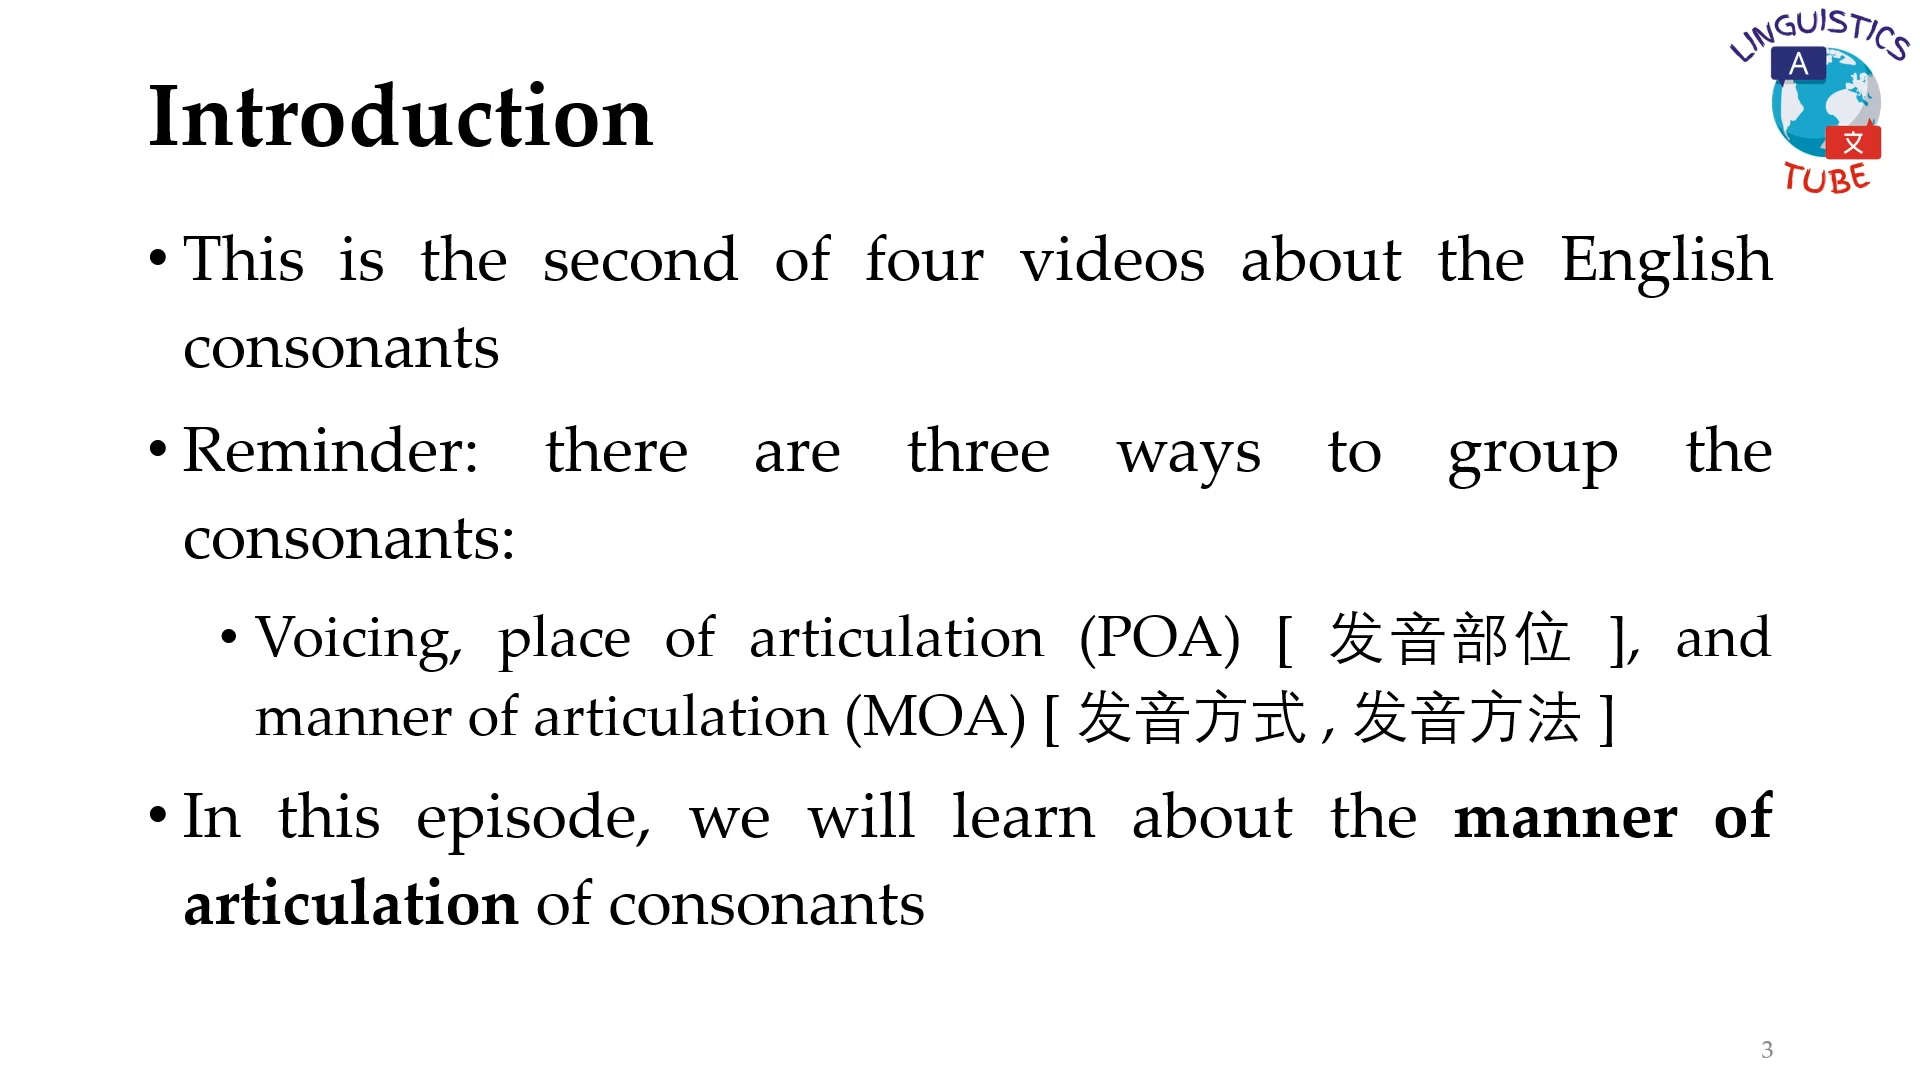 LINGUISTICS
A
文
TUBE
Introduction
• This is the second of four videos about the English
consonants
• Reminder: there are three ways to group the
consonants:
• Voicing, place of articulation (POA) [ 发音部位 ], and
manner of articulation (MOA) [ 发音方式 , 发音方法 ]
• In this episode, we will learn about the manner of
articulation of consonants
3